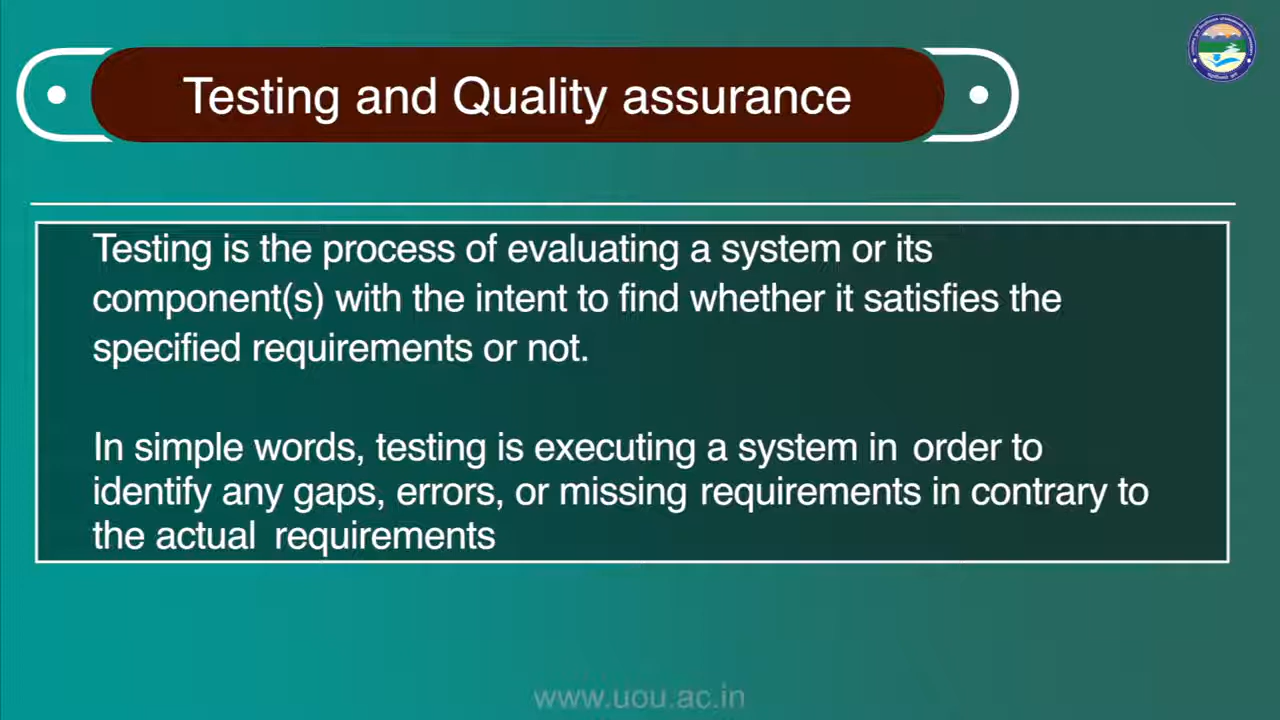 Testing and Quality assurance
Testing is the process of evaluating a system or its
component(s) with the intent to find whether it satisfies the
specified requirements or not.
In simple words, testing is executing a system in order to
identify any gaps, errors, or missing requirements in contrary to
the actual requirements
www.uou.ac.in